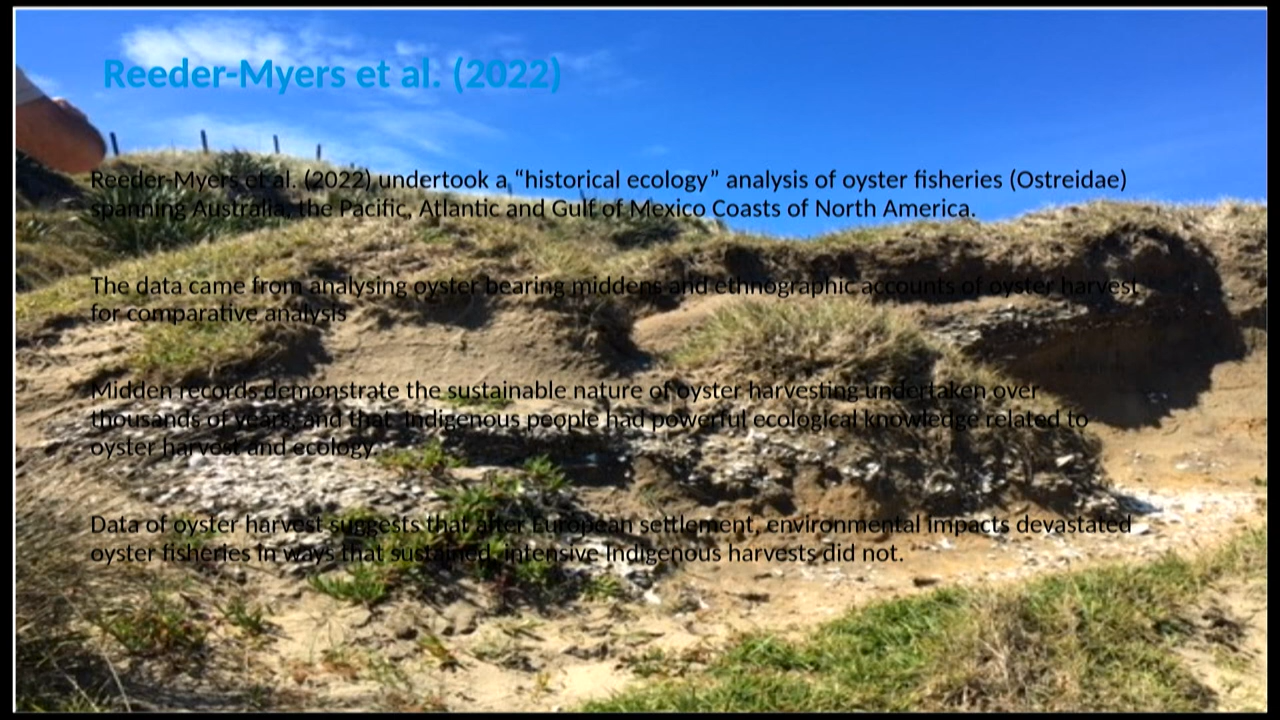 Reeder-Myers et al. (2022)
Reeder-Myers et al. (2022) undertook a “historical ecology” analysis of oyster fisheries (Ostreidae)
spanning Australia, the Pacific, Atlantic and Gulf of Mexico Coasts of North America.
The data came from analysing oyster bearing middens and ethnographic accounts of oyster harvest
for comparative analysis
Midden records demonstrate the sustainable nature of oyster harvesting undertaken over
thousands of years, and that  Indigenous people had powerful ecological knowledge related to
oyster harvest and ecology.
Data of oyster harvest suggests that after European settlement, environmental impacts devastated
oyster fisheries in ways that sustained, intensive Indigenous harvests did not.